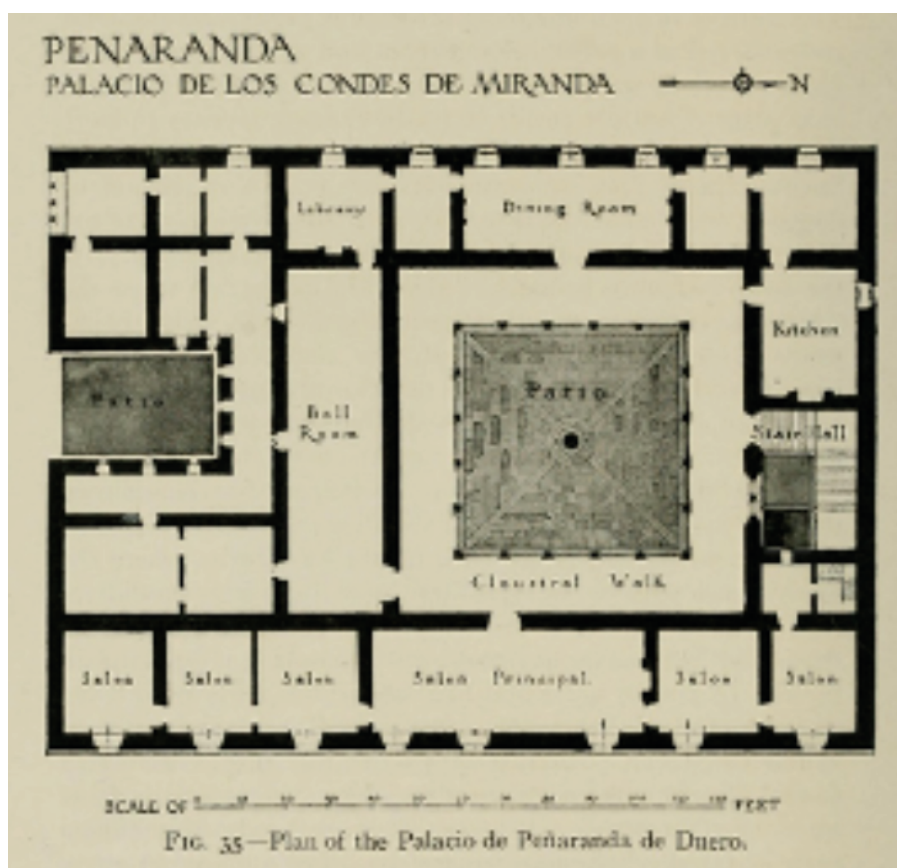 PENARANDA
PALACIO DE LOS CONDES DE MIRANDA N
Library
Dining Room
Kitchen
Patio
Patio
Ball
Room
Stair Hall
Claustral Walk
Salon Salon Salon Salon Principal Salon Salon
SCALE OF FEET
FIG. 35—Plan of the Palacio de Peñaranda de Duero.